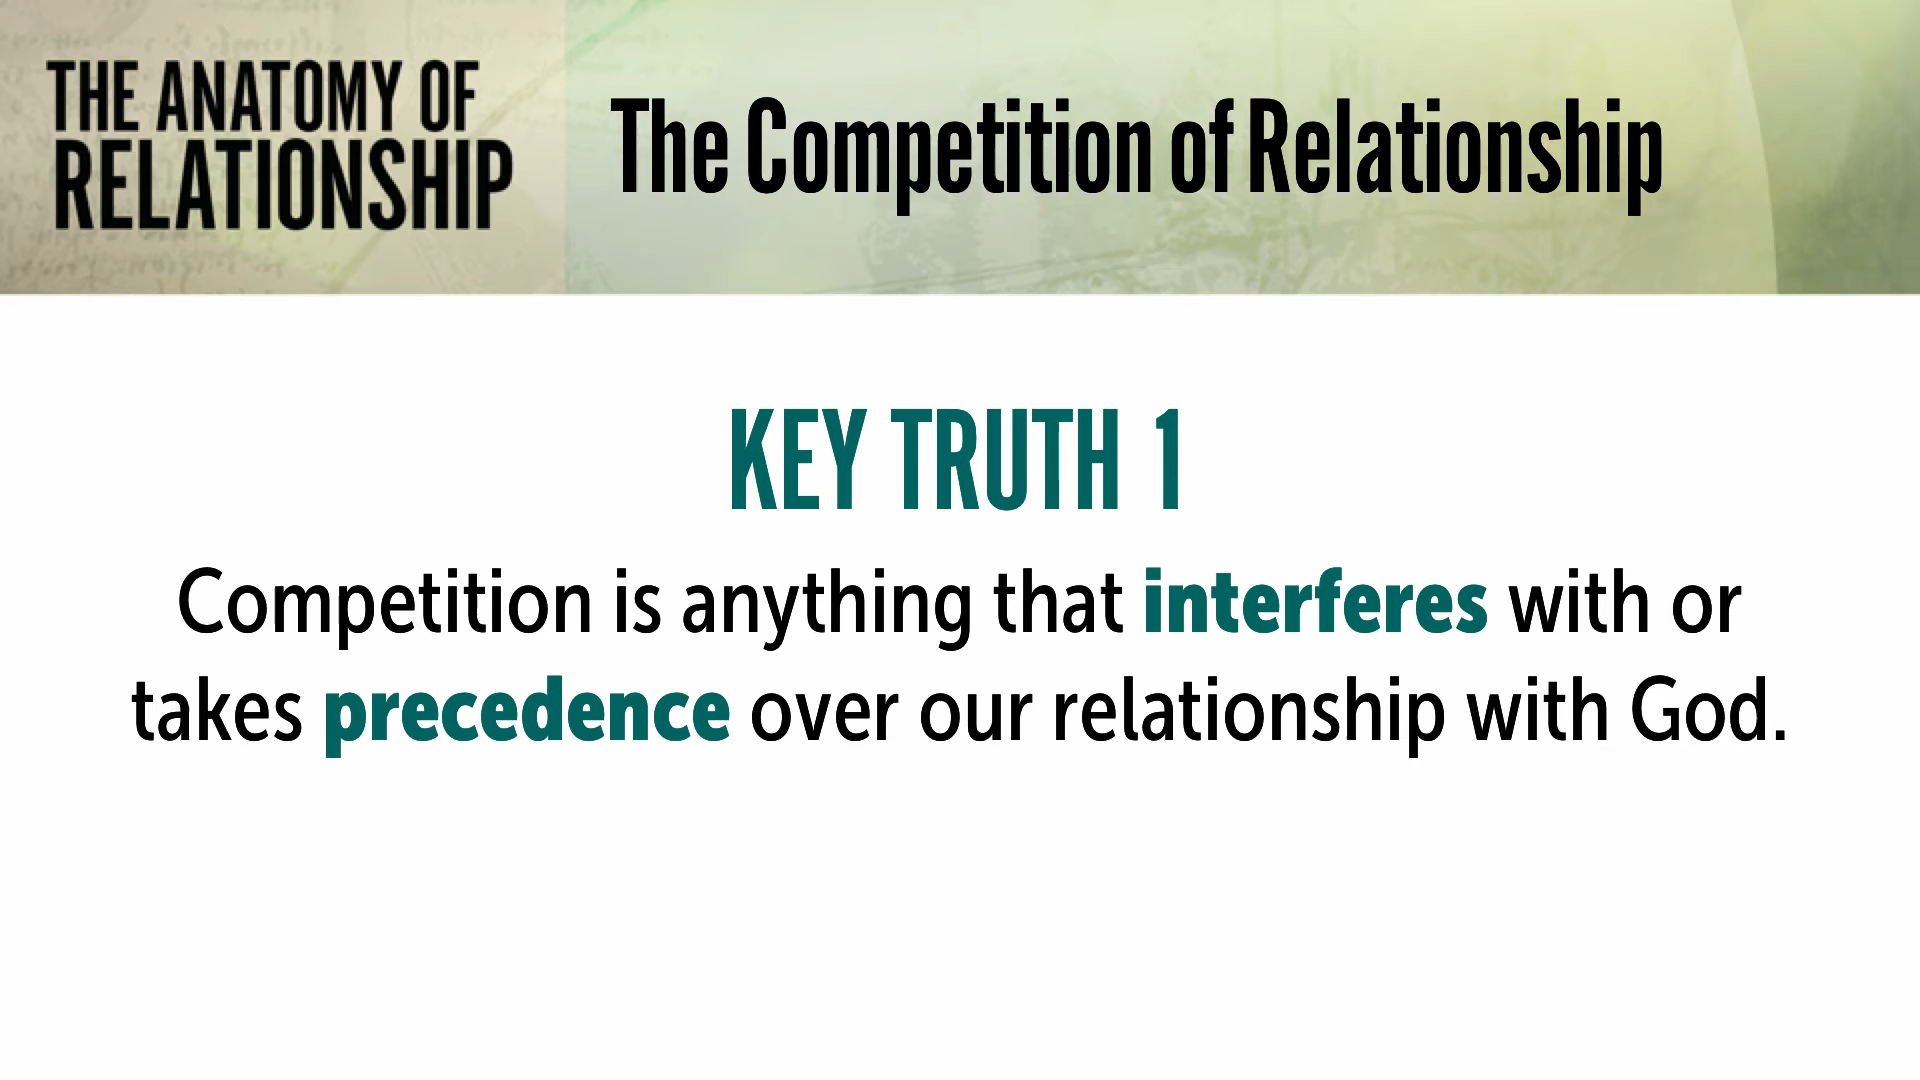 THE ANATOMY OF
RELATIONSHIP
The Competition of Relationship
KEY TRUTH 1
Competition is anything that interferes with or
takes precedence over our relationship with God.